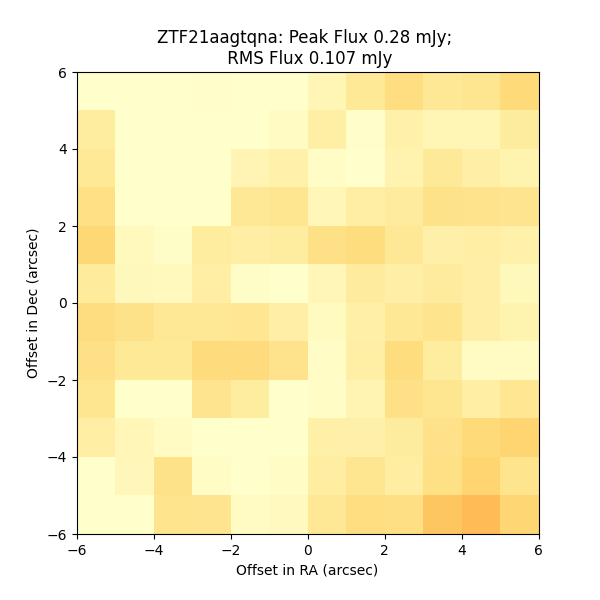 ZTF21aagtqna: Peak Flux 0.28 mJy;
RMS Flux 0.107 mJy
6
4
2
0
−2
−4
−6
Offset in Dec (arcsec)
−6 −4 −2 0 2 4 6
Offset in RA (arcsec)